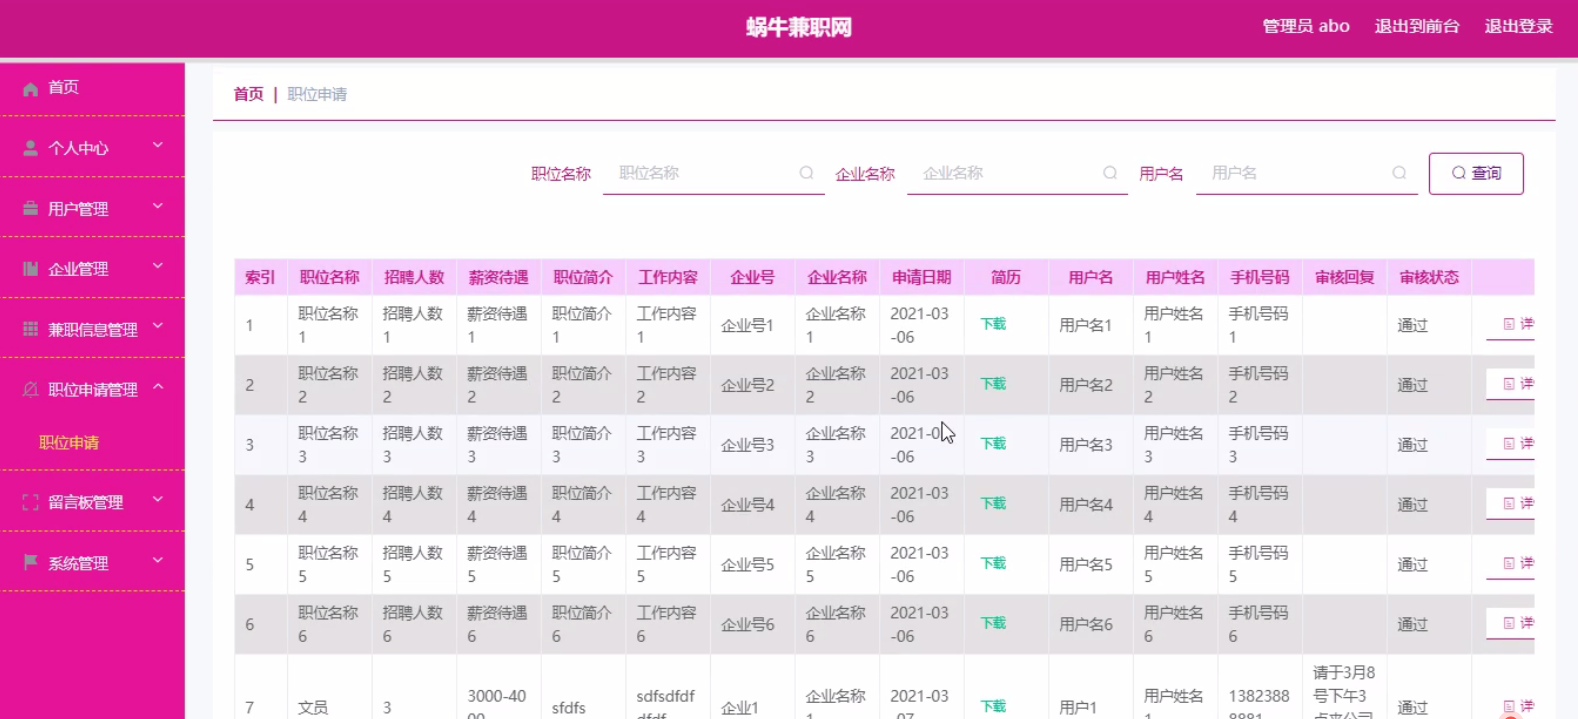 蜗牛兼职网
管理员 abo 退出到前台 退出登录
首页
个人中心
用户管理
企业管理
兼职信息管理
职位申请管理
职位申请
留言板管理
系统管理
首页 | 职位申请
职位名称 职位名称 企业名称 企业名称 用户名 用户名 查询
索引 职位名称 招聘人数 薪资待遇 职位简介 工作内容 企业号 企业名称 申请日期 简历 用户名 用户姓名 手机号码 审核回复 审核状态
1 职位名称1 招聘人数1 薪资待遇1 职位简介1 工作内容1 企业号1 企业名称1 2021-03-06 下载 用户名1 用户姓名1 手机号码1 通过
2 职位名称2 招聘人数2 薪资待遇2 职位简介2 工作内容2 企业号2 企业名称2 2021-03-06 下载 用户名2 用户姓名2 手机号码2 通过
3 职位名称3 招聘人数3 薪资待遇3 职位简介3 工作内容3 企业号3 企业名称3 2021-03-06 下载 用户名3 用户姓名3 手机号码3 通过
4 职位名称4 招聘人数4 薪资待遇4 职位简介4 工作内容4 企业号4 企业名称4 2021-03-06 下载 用户名4 用户姓名4 手机号码4 通过
5 职位名称5 招聘人数5 薪资待遇5 职位简介5 工作内容5 企业号5 企业名称5 2021-03-06 下载 用户名5 用户姓名5 手机号码5 通过
6 职位名称6 招聘人数6 薪资待遇6 职位简介6 工作内容6 企业号6 企业名称6 2021-03-06 下载 用户名6 用户姓名6 手机号码6 通过
7 文员 3 3000-40 sfdfs sdfsdfdf 企业1 企业名称 2021-03 下载 用户1 用户姓名 1382388 请于3月8号下午3 通过